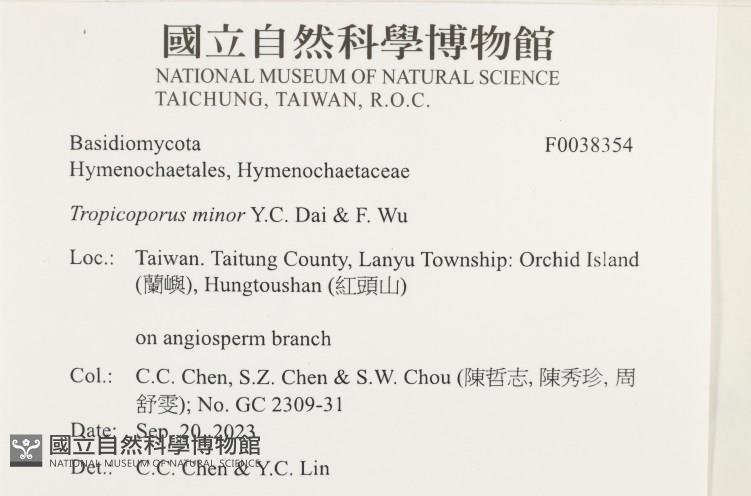 國立自然科學博物館
NATIONAL MUSEUM OF NATURAL SCIENCE
TAICHUNG, TAIWAN, R.O.C.
Basidiomycota F0038354
Hymenochaetales, Hymenochaetaceae
Tropicoporus minor Y.C. Dai & F. Wu
Loc.: Taiwan. Taitung County, Lanyu Township: Orchid Island
(蘭嶼), Hungtoushan (紅頭山)
on angiosperm branch
Col.: C.C. Chen, S.Z. Chen & S.W. Chou (陳哲志, 陳秀珍, 周
舒雯); No. GC 2309-31
Date: Sep. 20, 2023
國立自然科學博物館
NATIONAL MUSEUM OF NATURAL SCIENCE
Det.: C.C. Chen & Y.C. Lin